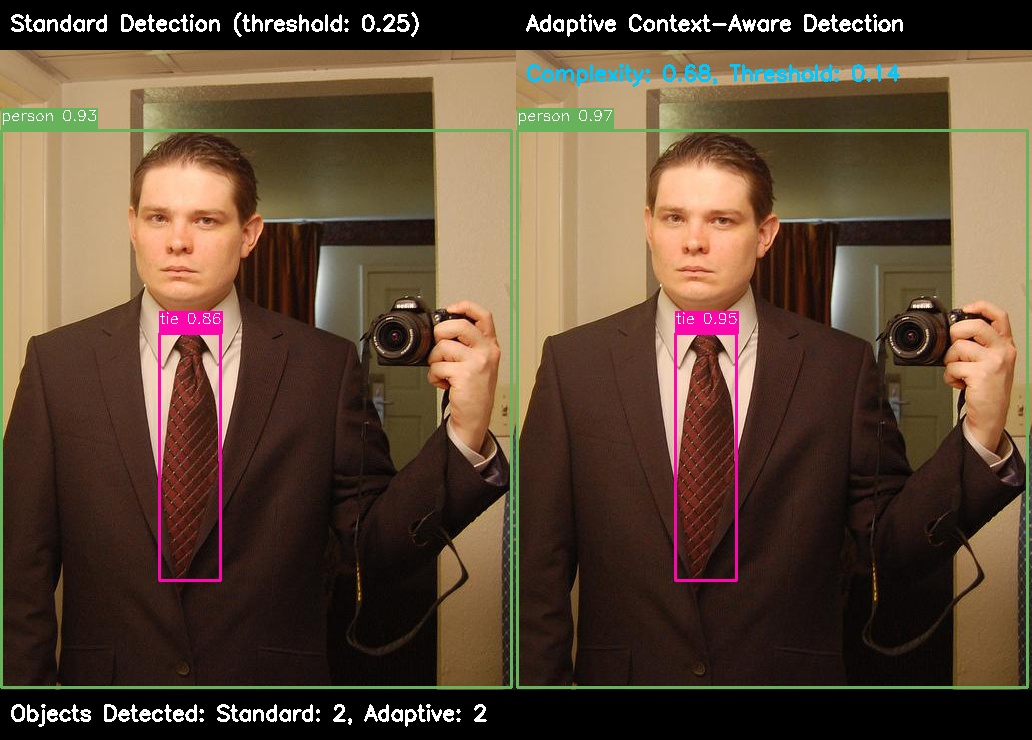 Standard Detection (threshold: 0.25)
Adaptive Context-Aware Detection
Complexity: 0.68, Threshold: 0.14
person 0.93
person 0.97
tie 0.86
tie 0.95
Objects Detected: Standard: 2, Adaptive: 2